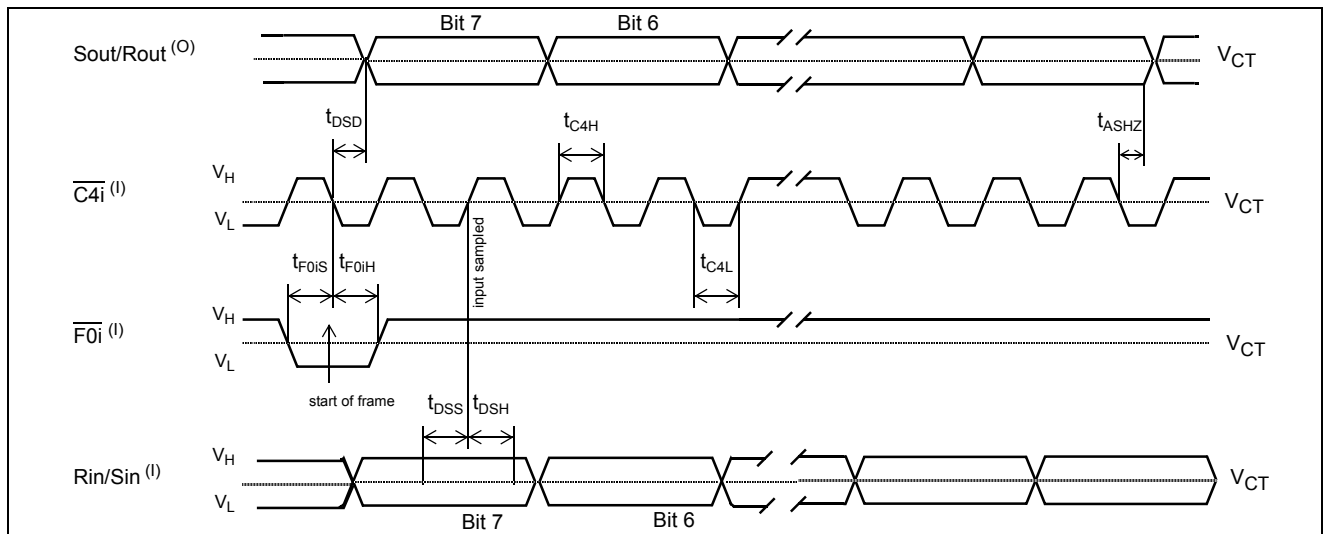 Bit 7 Bit 6
Sout/Rout (O) VCT
tDSD tC4H tASHZ
VH
C4i (I) VCT
VL
input sampled
tF0iS tF0iH tC4L
VH
F0i (I) VCT
VL
start of frame
tDSS tDSH
VH
Rin/Sin (I) VCT
VL
Bit 7 Bit 6